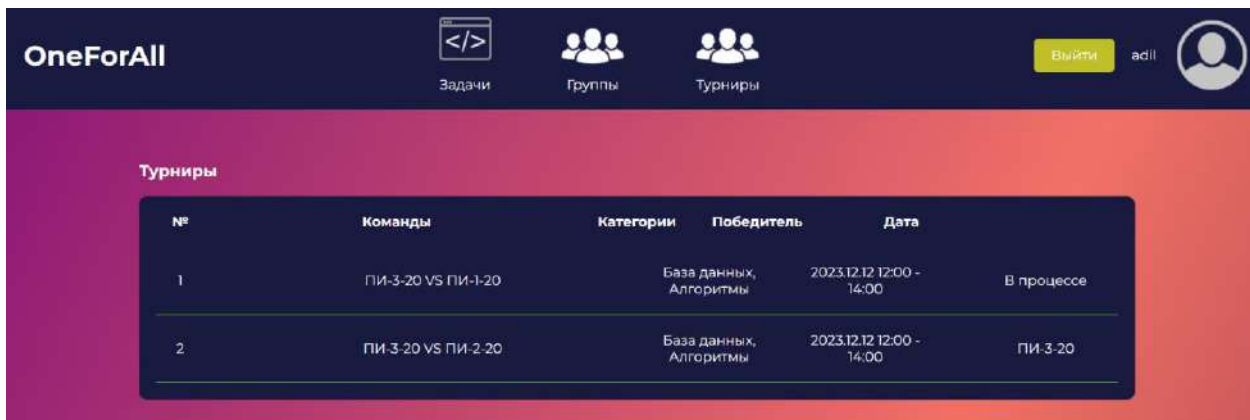 OneForAll
</>
Задачи
Группы
Турниры
Выйти
adil
Турниры
№ Команды Категории Победитель Дата
1 ПИ-3-20 VS ПИ-1-20 База данных, 2023.12.12 12:00 - В процессе
Алгоритмы 14:00
2 ПИ-3-20 VS ПИ-2-20 База данных, 2023.12.12 12:00 - ПИ-3-20
Алгоритмы 14:00